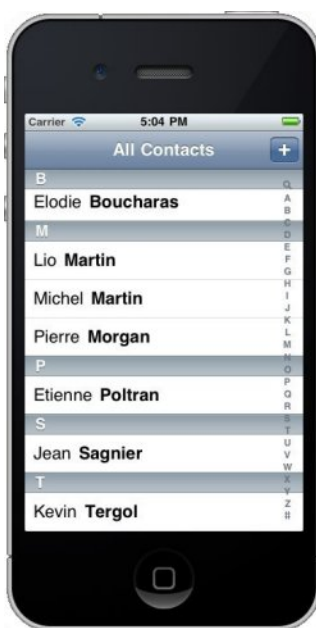 Carrier 5:04 PM
All Contacts +
B
Elodie Boucharas
M
Lio Martin
Michel Martin
Pierre Morgan
P
Etienne Poltran
S
Jean Sagnier
T
Kevin Tergol
A
B
C
D
E
F
G
H
I
J
K
L
M
N
O
P
Q
R
S
T
U
V
W
X
Y
Z
#